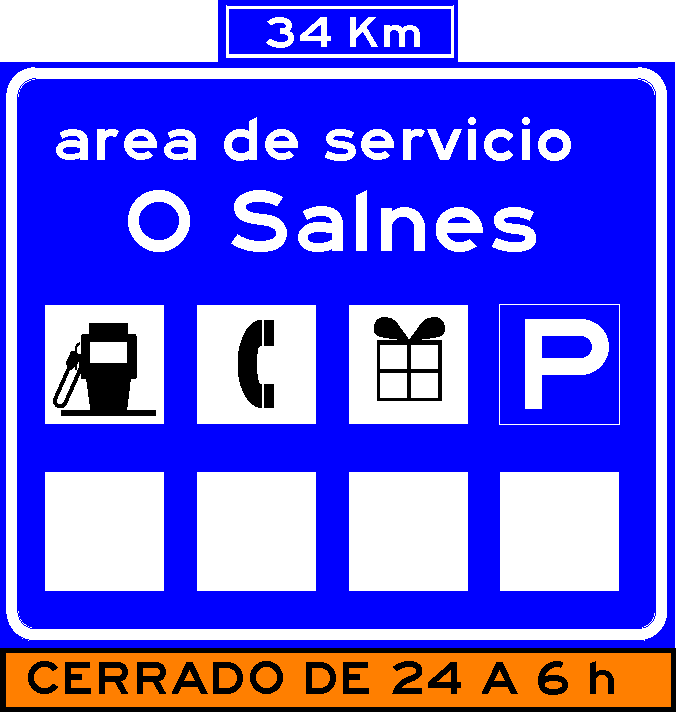 34 Km
area de servicio
O Salnes
P
CERRADO DE 24 A 6 h